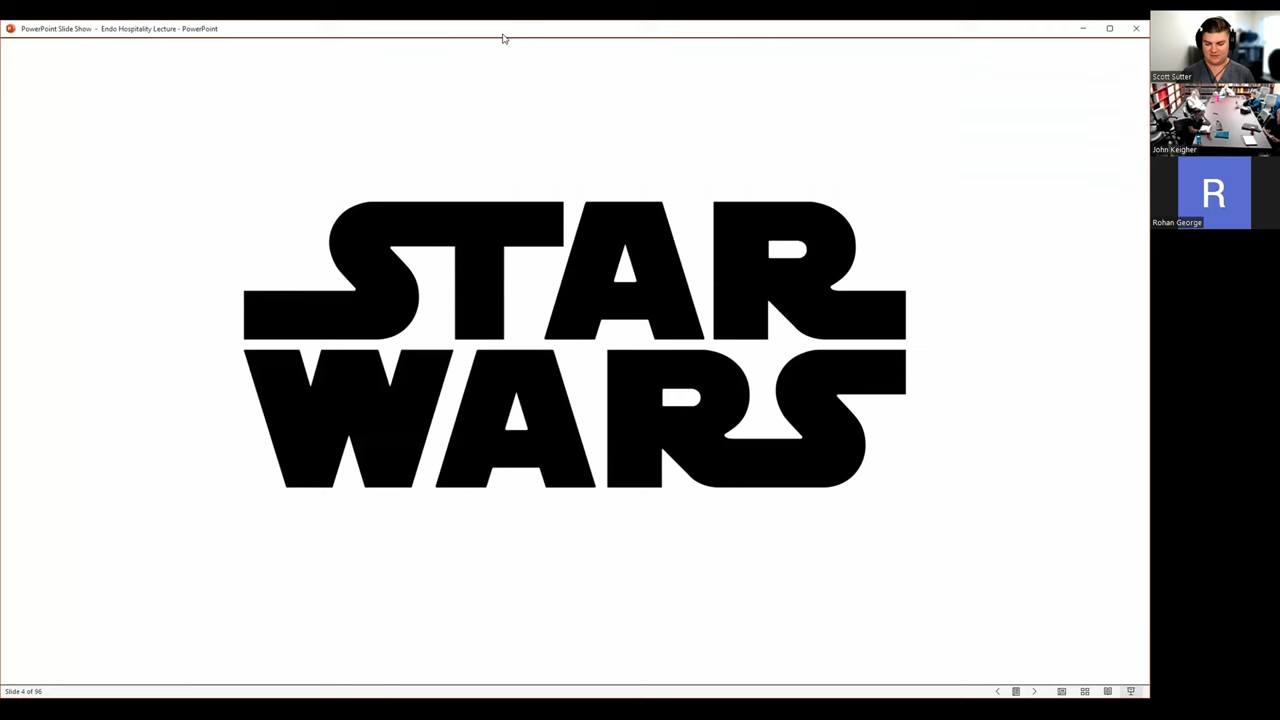 PowerPoint Slide Show - Endo Hospitality Lecture - PowerPoint
STAR
WARS
Scott Sutter
John Keigher
R
Rohan George
Slide 4 of 96